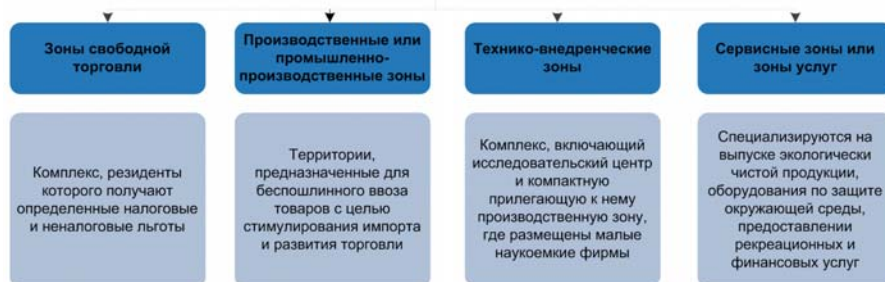 Зоны свободной
торговли
Производственные или
промышленно-
производственные зоны
Технико-внедренческие
зоны
Сервисные зоны или
зоны услуг
Комплекс, резиденты
которого получают
определенные налоговые
и неналоговые льготы
Территории,
предназначенные для
беспошлинного ввоза
товаров с целью
стимулирования импорта
и развития торговли
Комплекс, включающий
исследовательский центр
и компактную
прилегающую к нему
производственную зону,
где размещены малые
наукоемкие фирмы
Специализируются на
выпуске экологически
чистой продукции,
оборудования по защите
окружающей среды,
предоставлении
рекреационных и
финансовых услуг